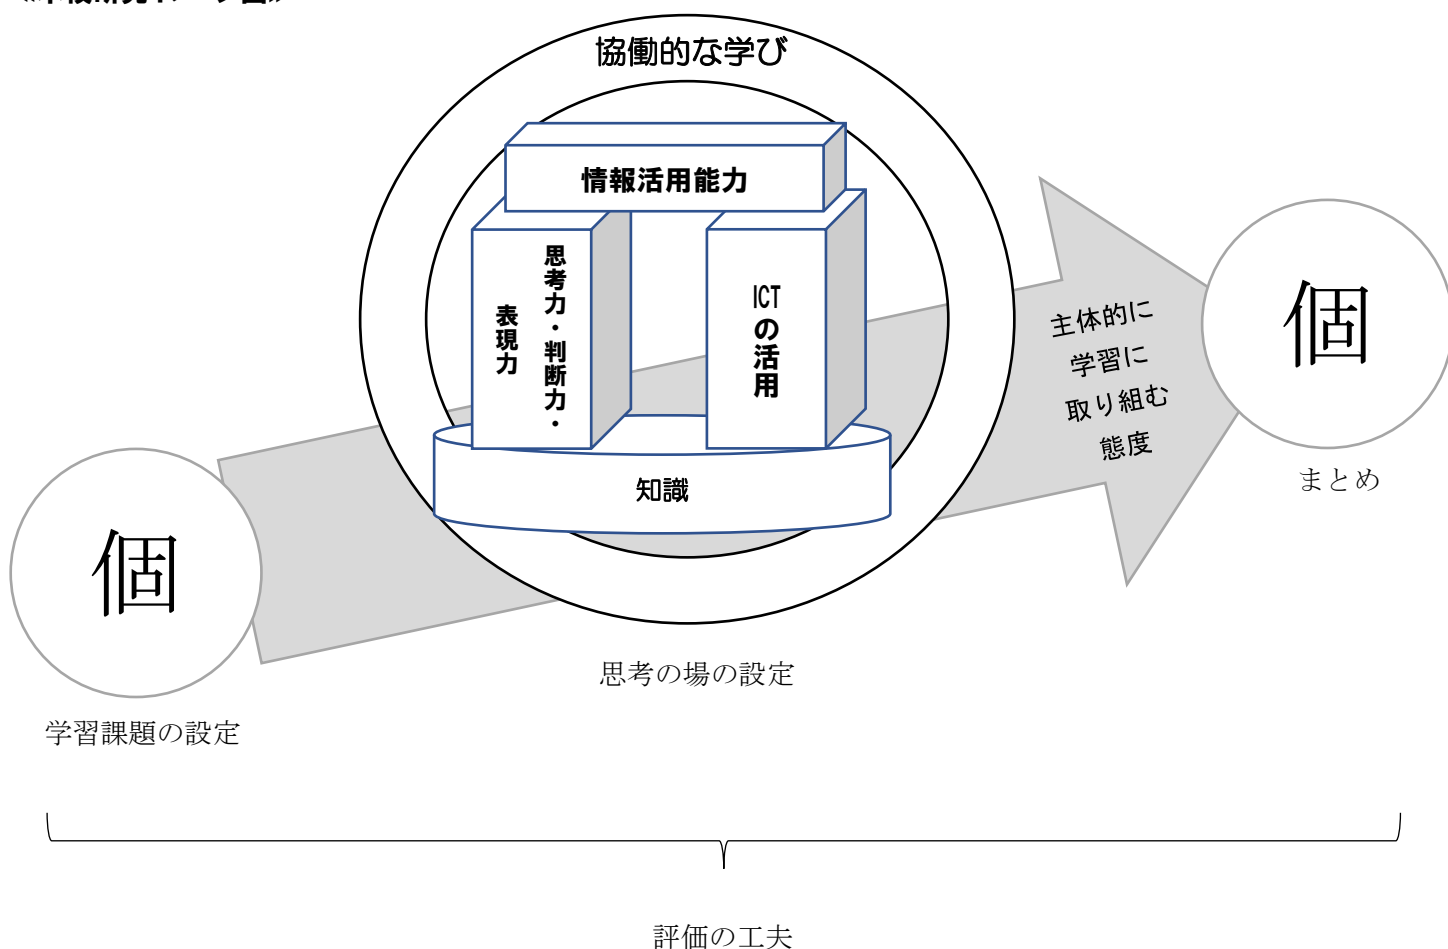 協働的な学び
情報活用能力
思考力・判断力・
表現力
ICTの活用
知識
主体的に
学習に
取り組む
態度
個
まとめ
個
学習課題の設定
思考の場の設定
評価の工夫